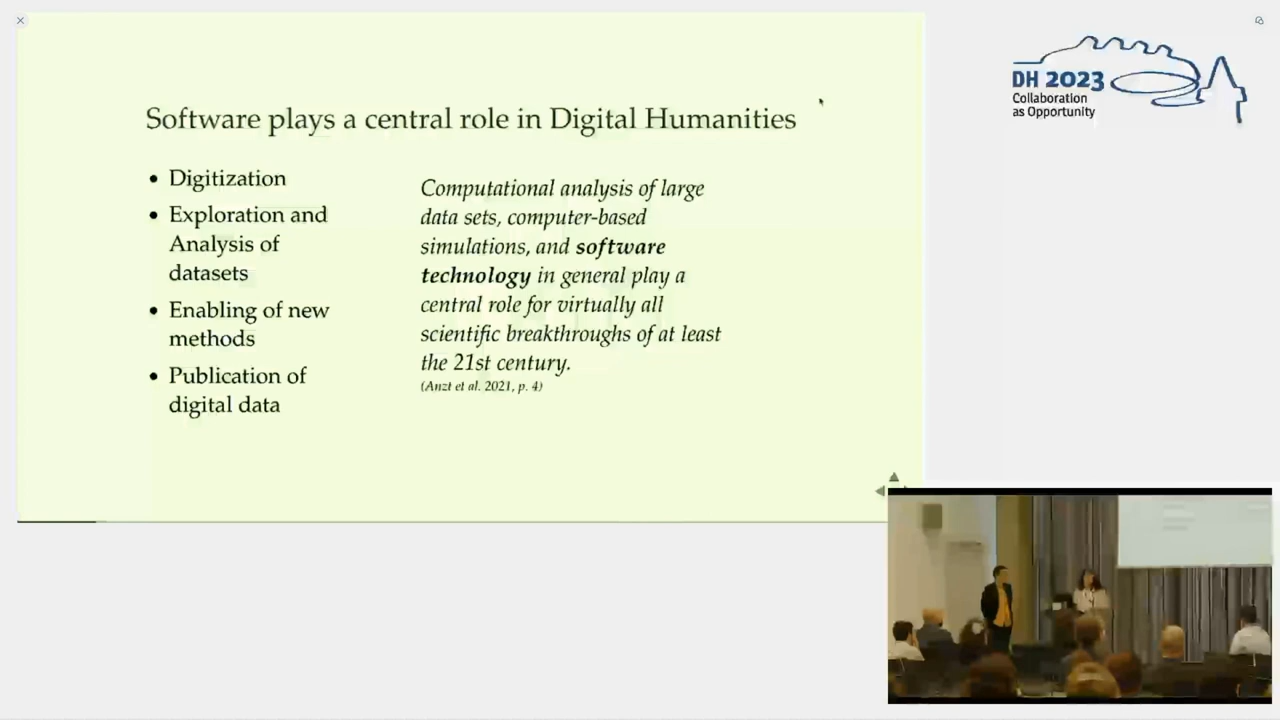 Software plays a central role in Digital Humanities
• Digitization
• Exploration and
Analysis of
datasets
• Enabling of new
methods
• Publication of
digital data
Computational analysis of large
data sets, computer-based
simulations, and software
technology in general play a
central role for virtually all
scientific breakthroughs of at least
the 21st century.
(Anzt et al. 2021, p. 4)
DH 2023
Collaboration
as Opportunity